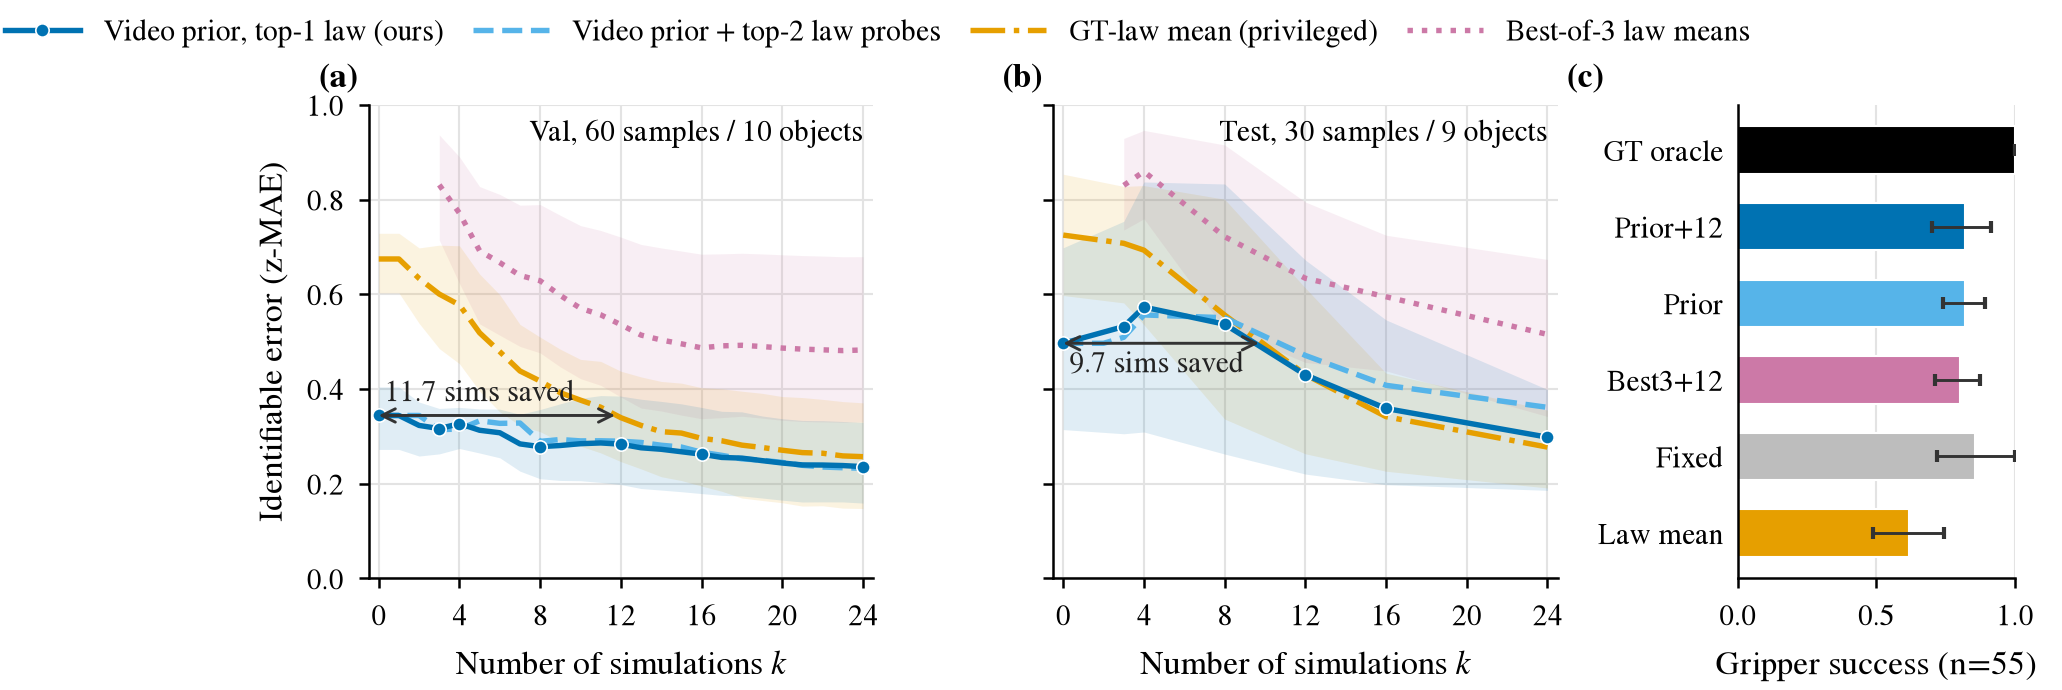 Video prior, top-1 law (ours)
Video prior + top-2 law probes
GT-law mean (privileged)
Best-of-3 law means
(a)
Val, 60 samples / 10 objects
11.7 sims saved
Identifiable error (z-MAE)
1.0
0.8
0.6
0.4
0.2
0.0
0 4 8 12 16 20 24
Number of simulations k
(b)
Test, 30 samples / 9 objects
9.7 sims saved
0 4 8 12 16 20 24
Number of simulations k
(c)
GT oracle
Prior+12
Prior
Best3+12
Fixed
Law mean
0.0 0.5 1.0
Gripper success (n=55)